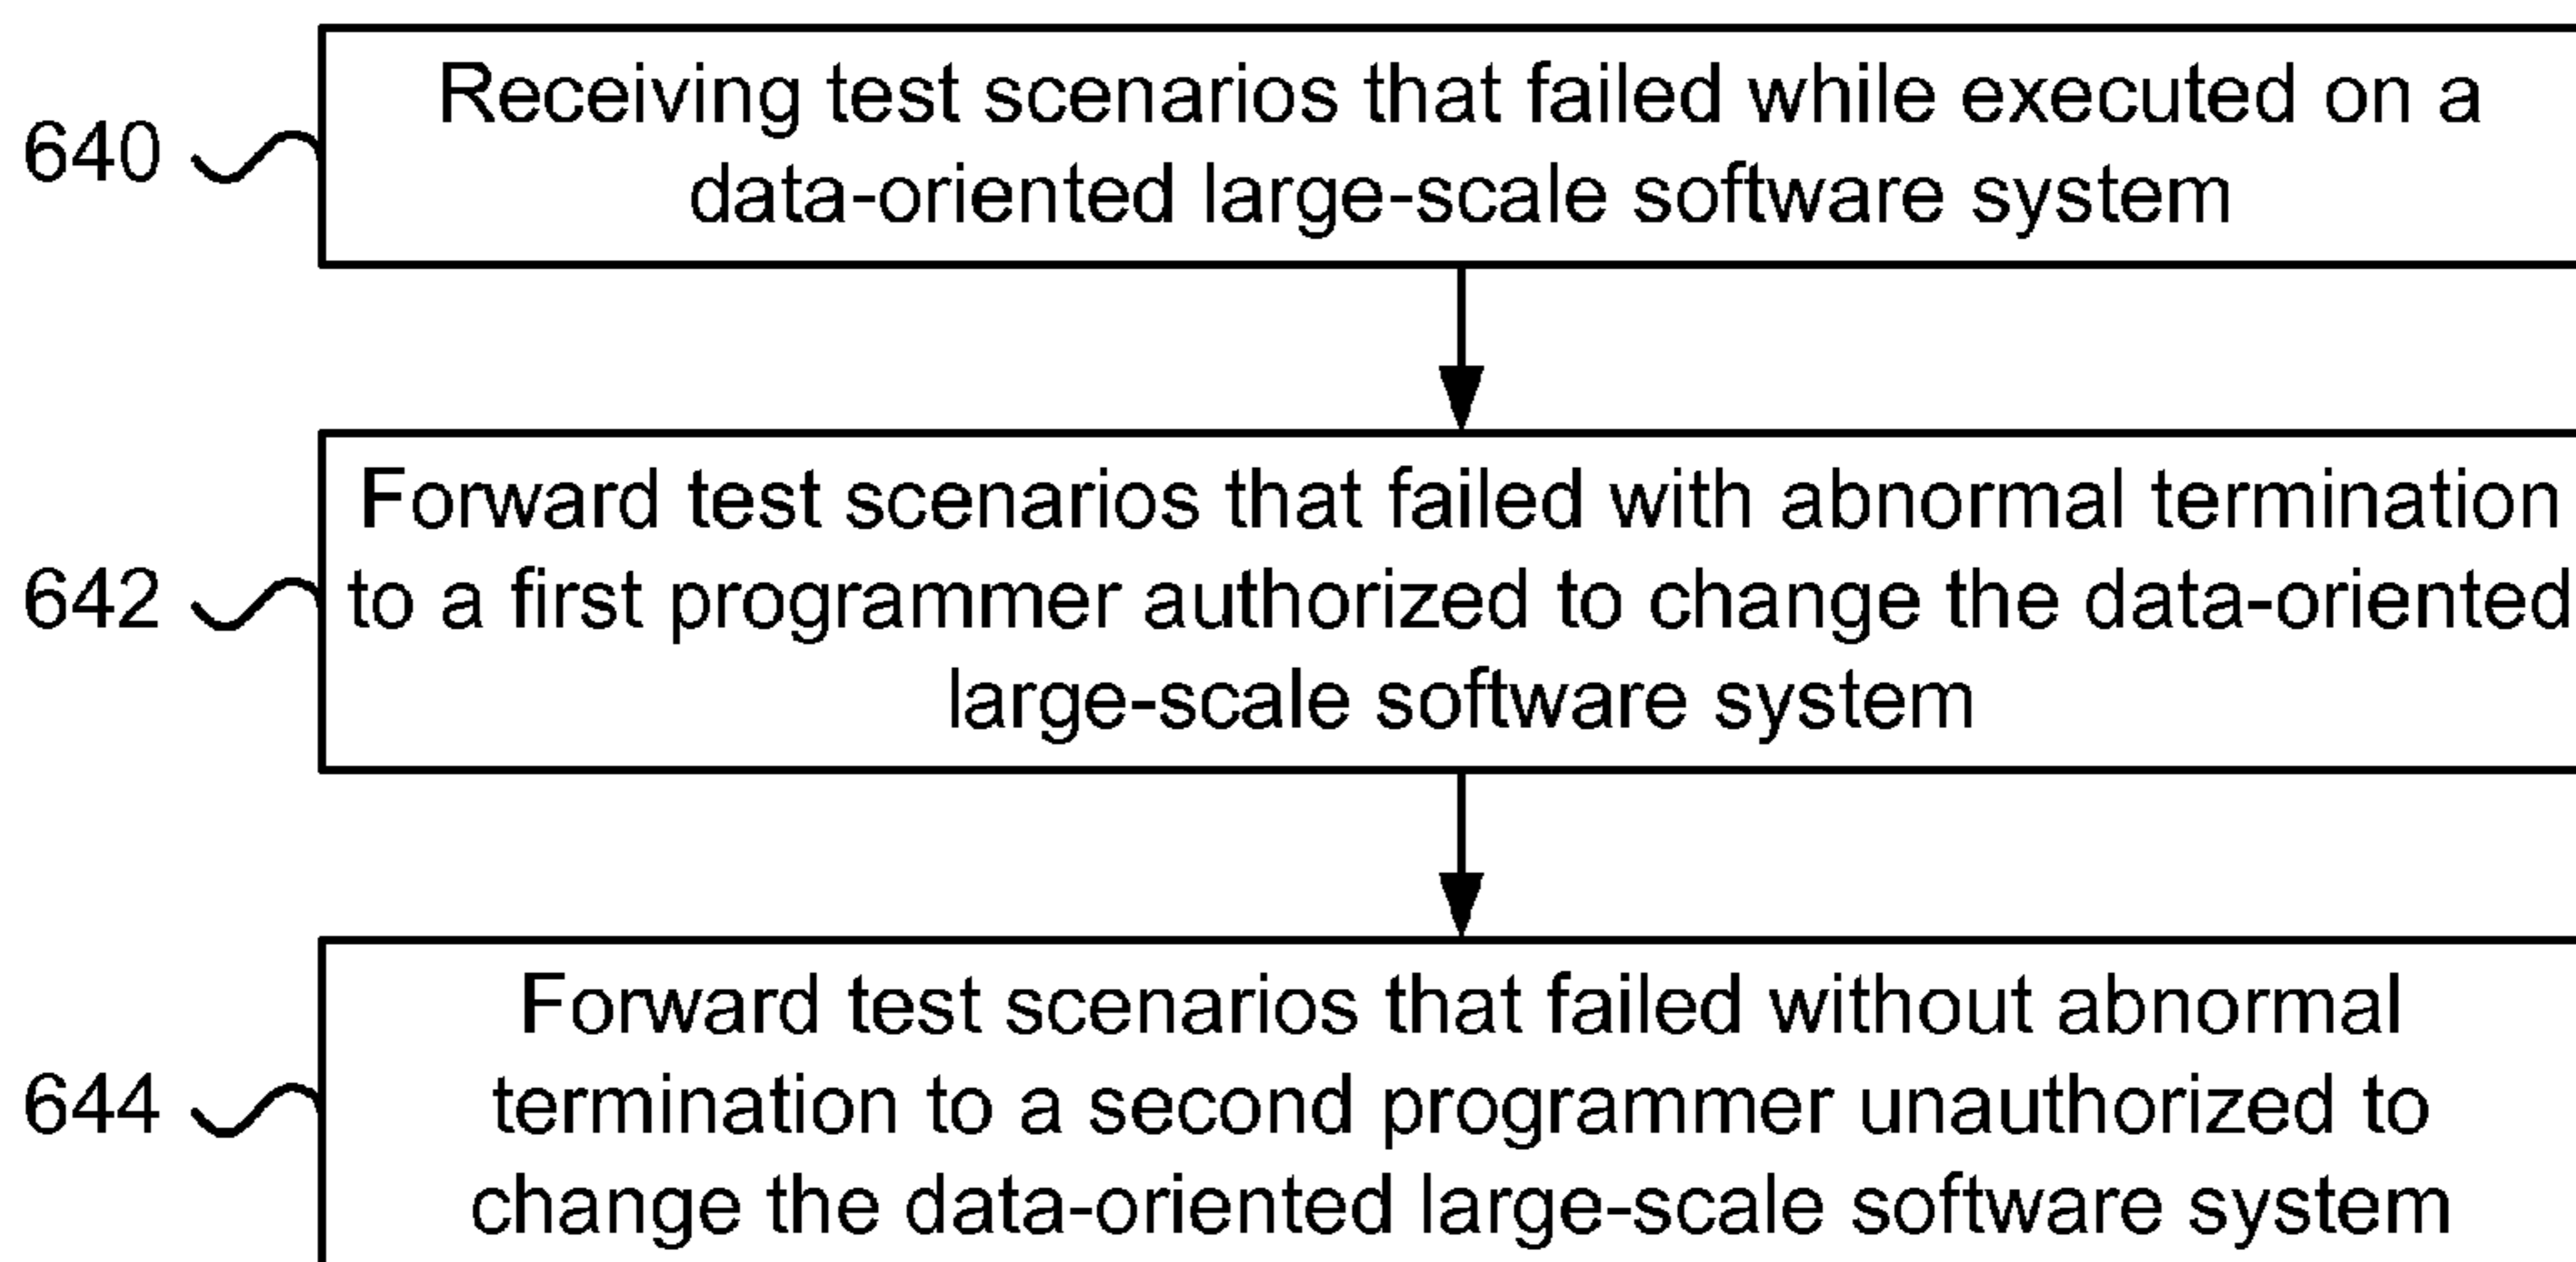 640
Receiving test scenarios that failed while executed on a
data-oriented large-scale software system
642
Forward test scenarios that failed with abnormal termination
to a first programmer authorized to change the data-oriented
large-scale software system
644
Forward test scenarios that failed without abnormal
termination to a second programmer unauthorized to
change the data-oriented large-scale software system